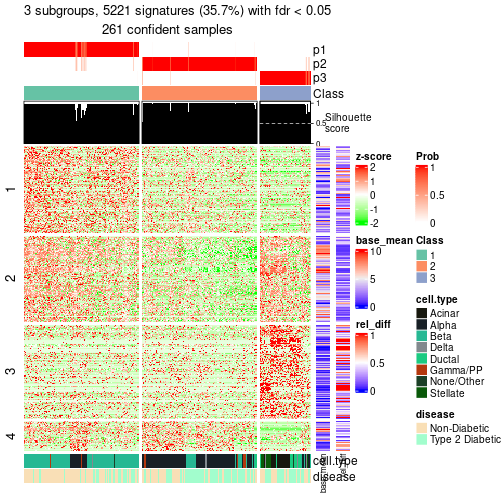 3 subgroups, 5221 signatures (35.7%) with fdr < 0.05
261 confident samples
p1
p2
p3
Class
1
0.5
0
Silhouette
score
1
2
3
4
cell.type
disease
base_mean
z-score
2
1
0
-1
-2
base_mean
10
5
0
rel_diff
1
0.5
0
Prob
1
0.5
0
Class
1
2
3
cell.type
Acinar
Alpha
Beta
Delta
Ductal
Gamma/PP
None/Other
Stellate
disease
Non-Diabetic
Type 2 Diabetic